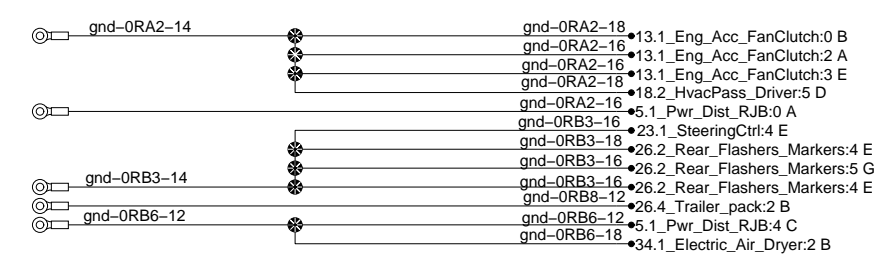 gnd-0RA2-14 gnd-0RA2-18 13.1_Eng_Acc_FanClutch:0 B
gnd-0RA2-16 13.1_Eng_Acc_FanClutch:2 A
gnd-0RA2-16 13.1_Eng_Acc_FanClutch:3 E
gnd-0RA2-18 18.2_HvacPass_Driver:5 D
gnd-0RA2-16 5.1_Pwr_Dist_RJB:0 A
gnd-0RB3-16 23.1_SteeringCtrl:4 E
gnd-0RB3-18 26.2_Rear_Flashers_Markers:4 E
gnd-0RB3-16 26.2_Rear_Flashers_Markers:5 G
gnd-0RB3-14 gnd-0RB3-16 26.2_Rear_Flashers_Markers:4 E
gnd-0RB8-12 26.4_Trailer_pack:2 B
gnd-0RB6-12 gnd-0RB6-12 5.1_Pwr_Dist_RJB:4 C
gnd-0RB6-18 34.1_Electric_Air_Dryer:2 B